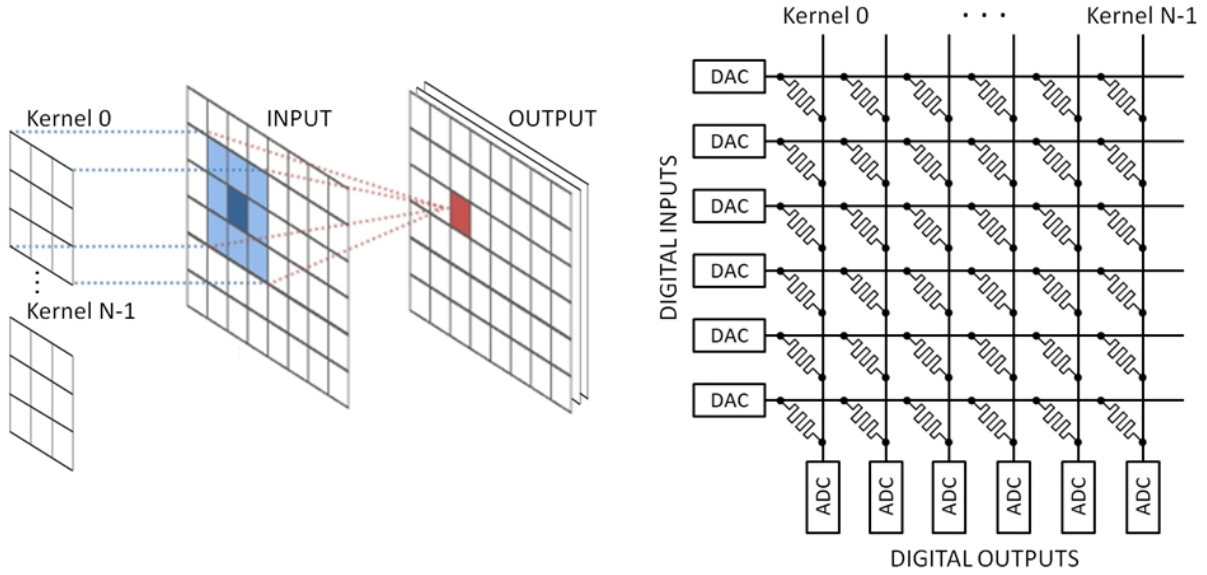 Kernel 0
INPUT
OUTPUT
Kernel N-1
Kernel 0 . . . Kernel N-1
DIGITAL INPUTS
DAC
DAC
DAC
DAC
DAC
DAC
ADC ADC ADC ADC ADC ADC
DIGITAL OUTPUTS